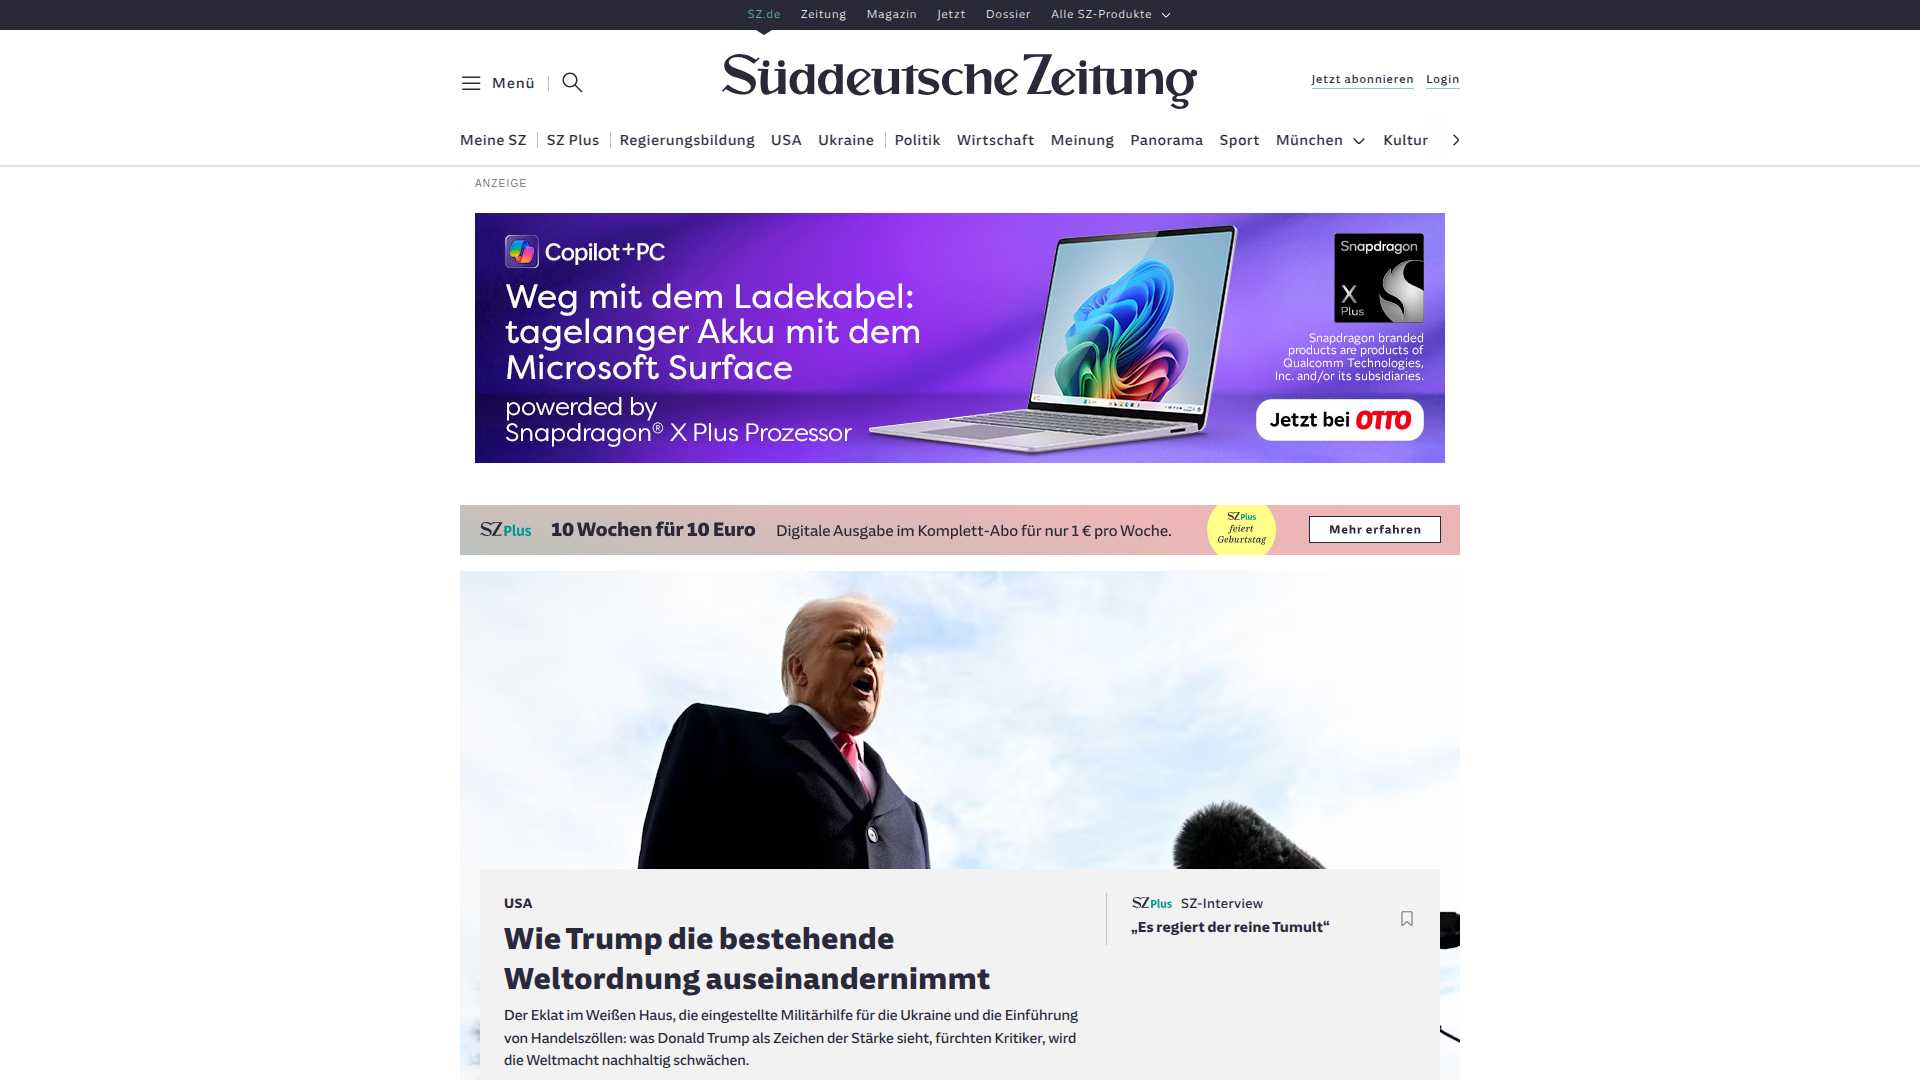 SZ.de Zeitung Magazin Jetzt Dossier Alle SZ-Produkte
Menü
Süddeutsche Zeitung
Jetzt abonnieren Login
Meine SZ SZ Plus Regierungsbildung USA Ukraine Politik Wirtschaft Meinung Panorama Sport München Kultur
ANZEIGE
Copilot+PC
Weg mit dem Ladekabel:
tagelanger Akku mit dem
Microsoft Surface
powered by
Snapdragon® X Plus Prozessor
Snapdragon
X
Plus
Snapdragon branded
products are products of
Qualcomm Technologies,
Inc. and/or its subsidiaries.
Jetzt bei OTTO
SZ Plus 10 Wochen für 10 Euro Digitale Ausgabe im Komplett-Abo für nur 1 € pro Woche.
SZ Plus
feiert
Geburtstag
Mehr erfahren
USA
Wie Trump die bestehende
Weltordnung auseinandernimmt
Der Eklat im Weißen Haus, die eingestellte Militärhilfe für die Ukraine und die Einführung
von Handelszöllen: was Donald Trump als Zeichen der Stärke sieht, fürchten Kritiker, wird
die Weltmacht nachhaltig schwächen.
SZ Plus SZ-Interview
„Es regiert der reine Tumult“